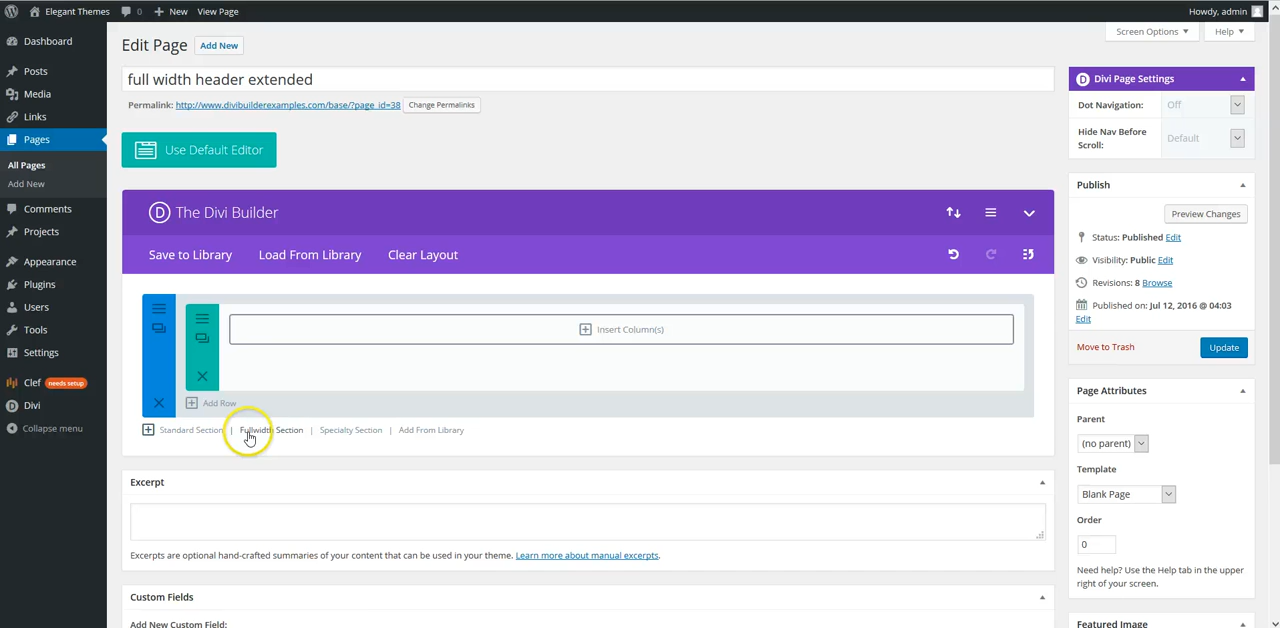 Elegant Themes 0 New View Page Howdy, admin
Screen Options Help
Dashboard
Posts
Media
Links
Pages
All Pages
Add New
Comments
Projects
Appearance
Plugins
Users
Tools
Settings
Clef needs setup
Divi
Collapse menu
Edit Page Add New
full width header extended
Permalink: http://www.divibuilderexamples.com/base/?page_id=38 Change Permalinks
Use Default Editor
D The Divi Builder
Save to Library Load From Library Clear Layout
Insert Column(s)
Add Row
Standard Section | Fullwidth Section | Specialty Section | Add From Library
Excerpt
Excerpts are optional hand-crafted summaries of your content that can be used in your theme. Learn more about manual excerpts.
Custom Fields
Add New Custom Field:
D Divi Page Settings
Dot Navigation: Off
Hide Nav Before Scroll: Default
Publish
Preview Changes
Status: Published Edit
Visibility: Public Edit
Revisions: 8 Browse
Published on: Jul 12, 2016 @ 04:03
Edit
Move to Trash Update
Page Attributes
Parent
(no parent)
Template
Blank Page
Order
0
Need help? Use the Help tab in the upper
right of your screen.
Featured Image